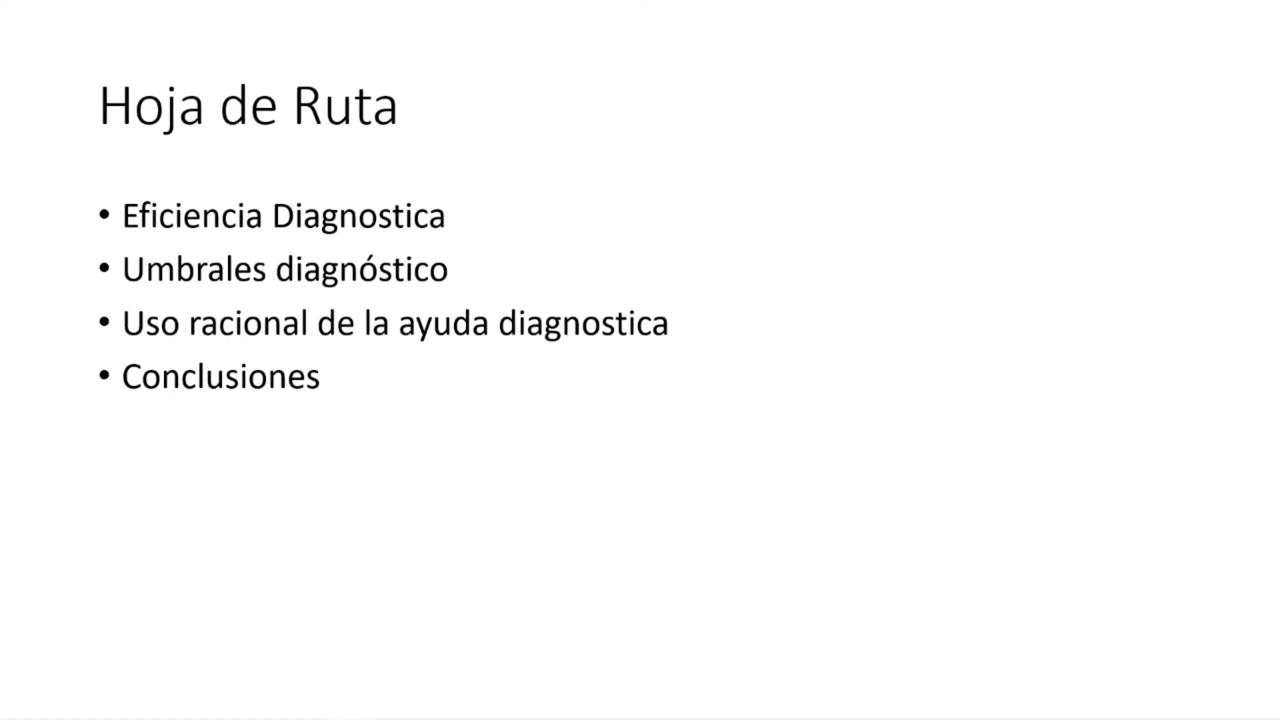 Hoja de Ruta
• Eficiencia Diagnostica
• Umbrales diagnóstico
• Uso racional de la ayuda diagnostica
• Conclusiones